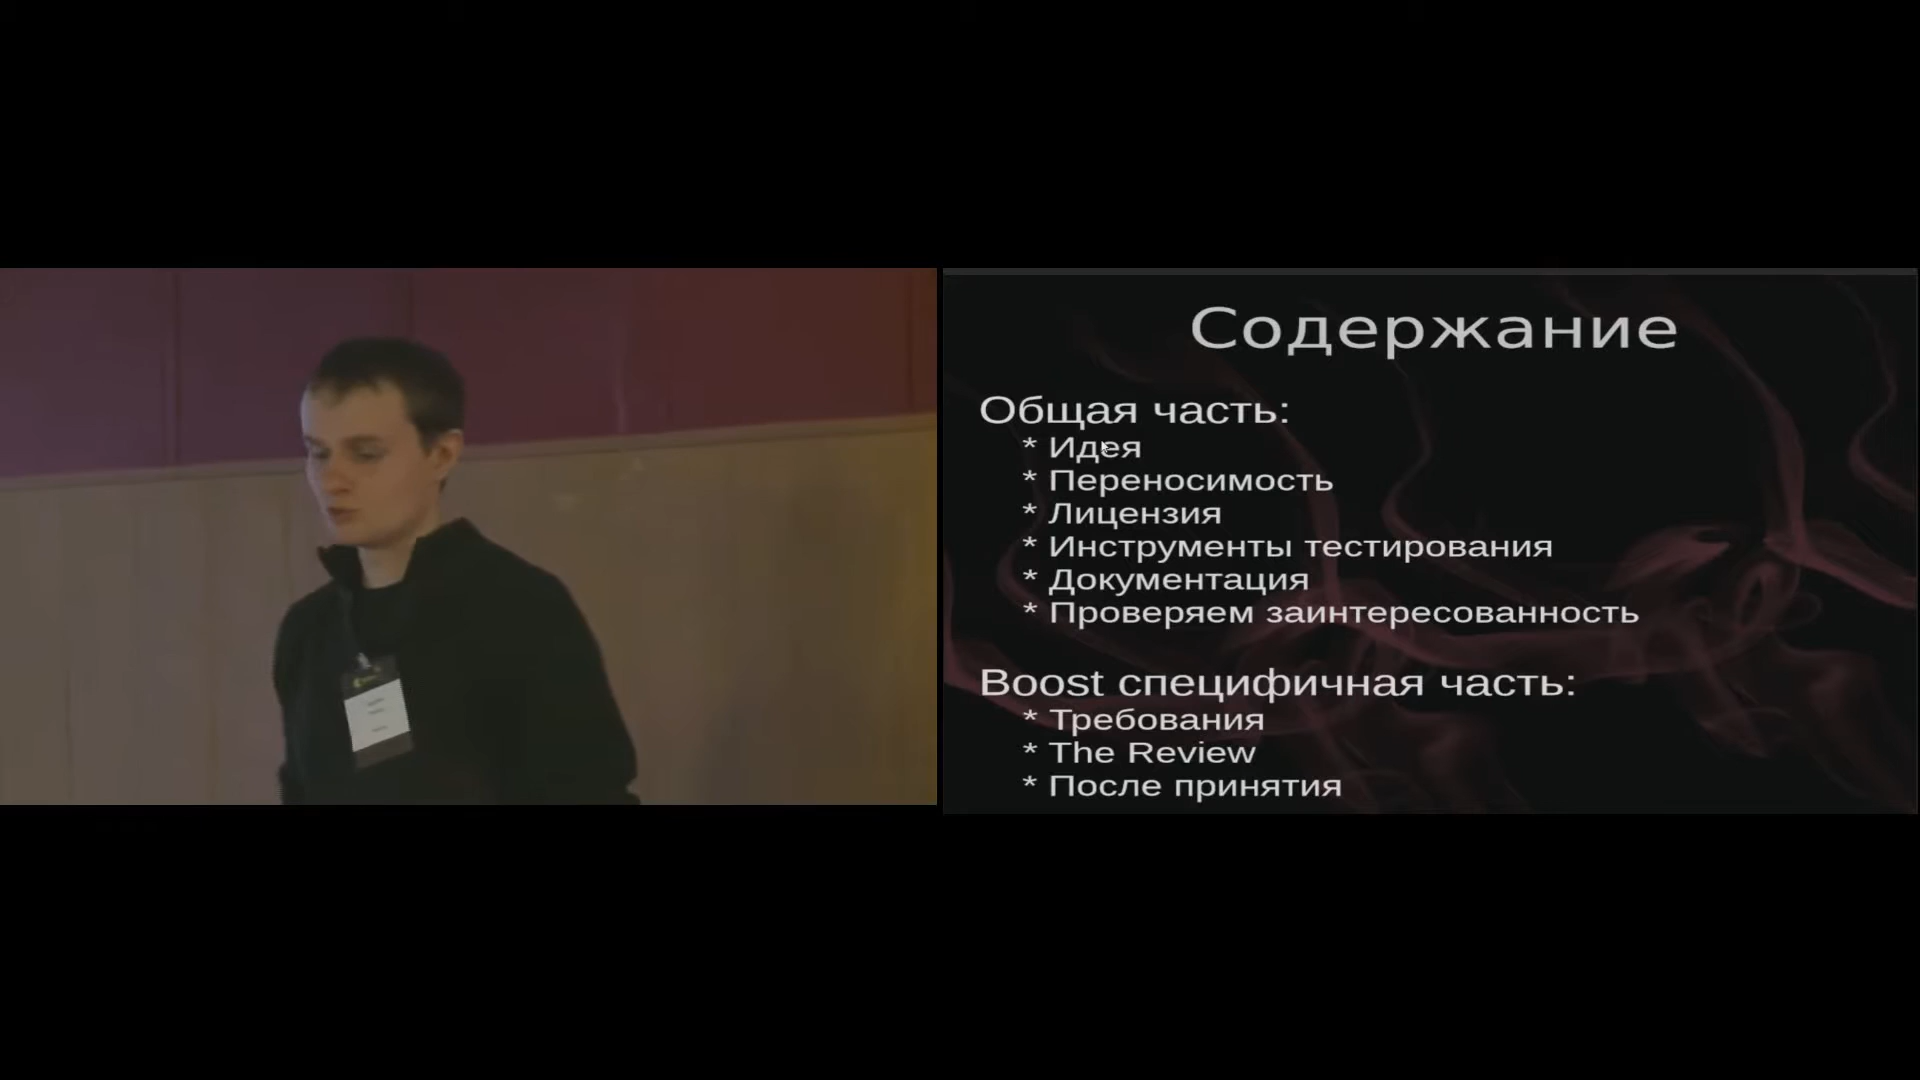 Содержание
Общая часть:
* Идея
* Переносимость
* Лицензия
* Инструменты тестирования
* Документация
* Проверяем заинтересованность
Boost специфичная часть:
* Требования
* The Review
* После принятия